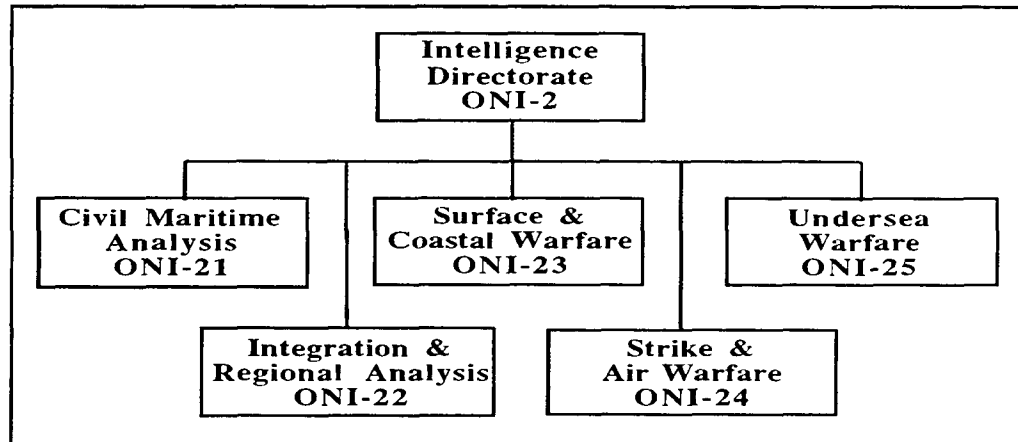 Intelligence
Directorate
ONI-2
Civil Maritime
Analysis
ONI-21
Surface &
Coastal Warfare
ONI-23
Undersea
Warfare
ONI-25
Integration &
Regional Analysis
ONI-22
Strike &
Air Warfare
ONI-24